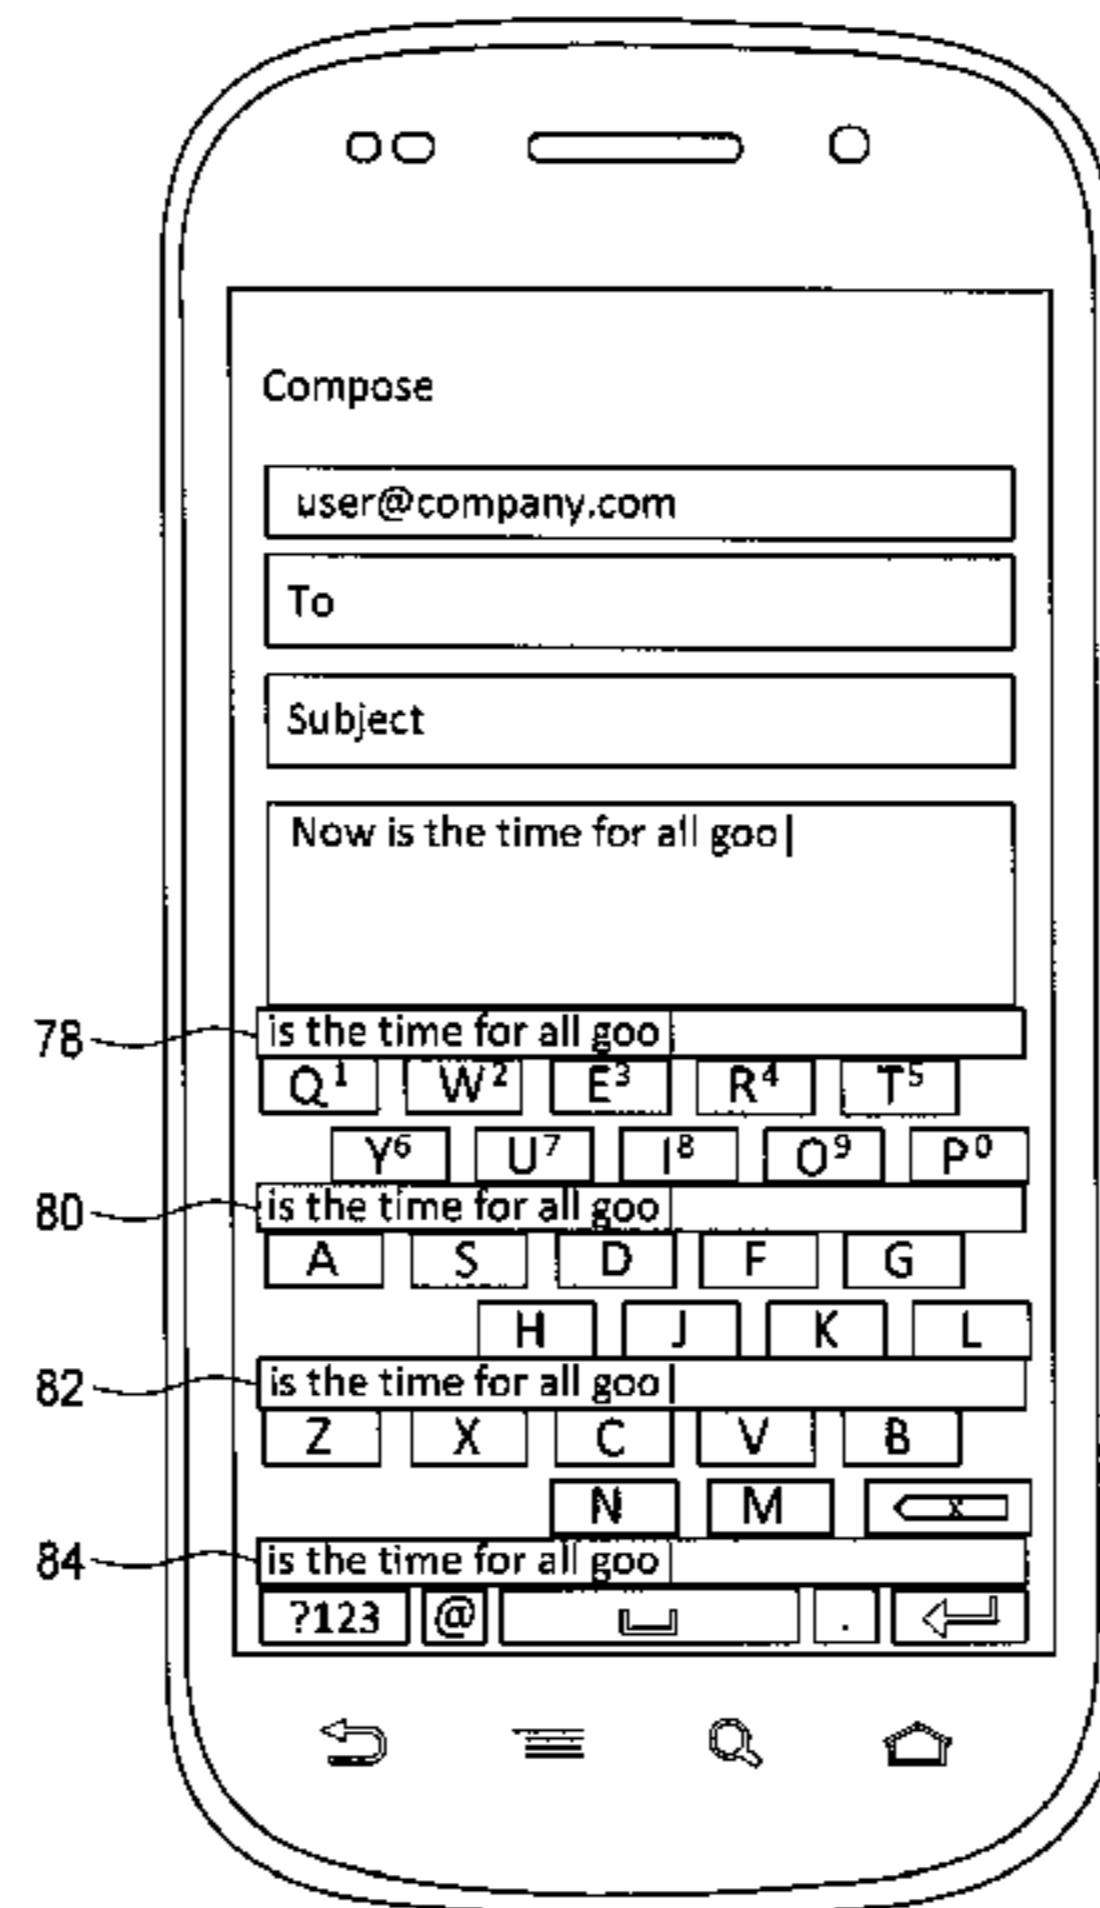 Compose
user@company.com
To
Subject
Now is the time for all goo
78 is the time for all goo
Q1 W2 E3 R4 T5
Y6 U7 I8 O9 P0
80 is the time for all goo
A S D F G
H J K L
82 is the time for all goo
Z X C V B
N M x
84 is the time for all goo
?123 @ .